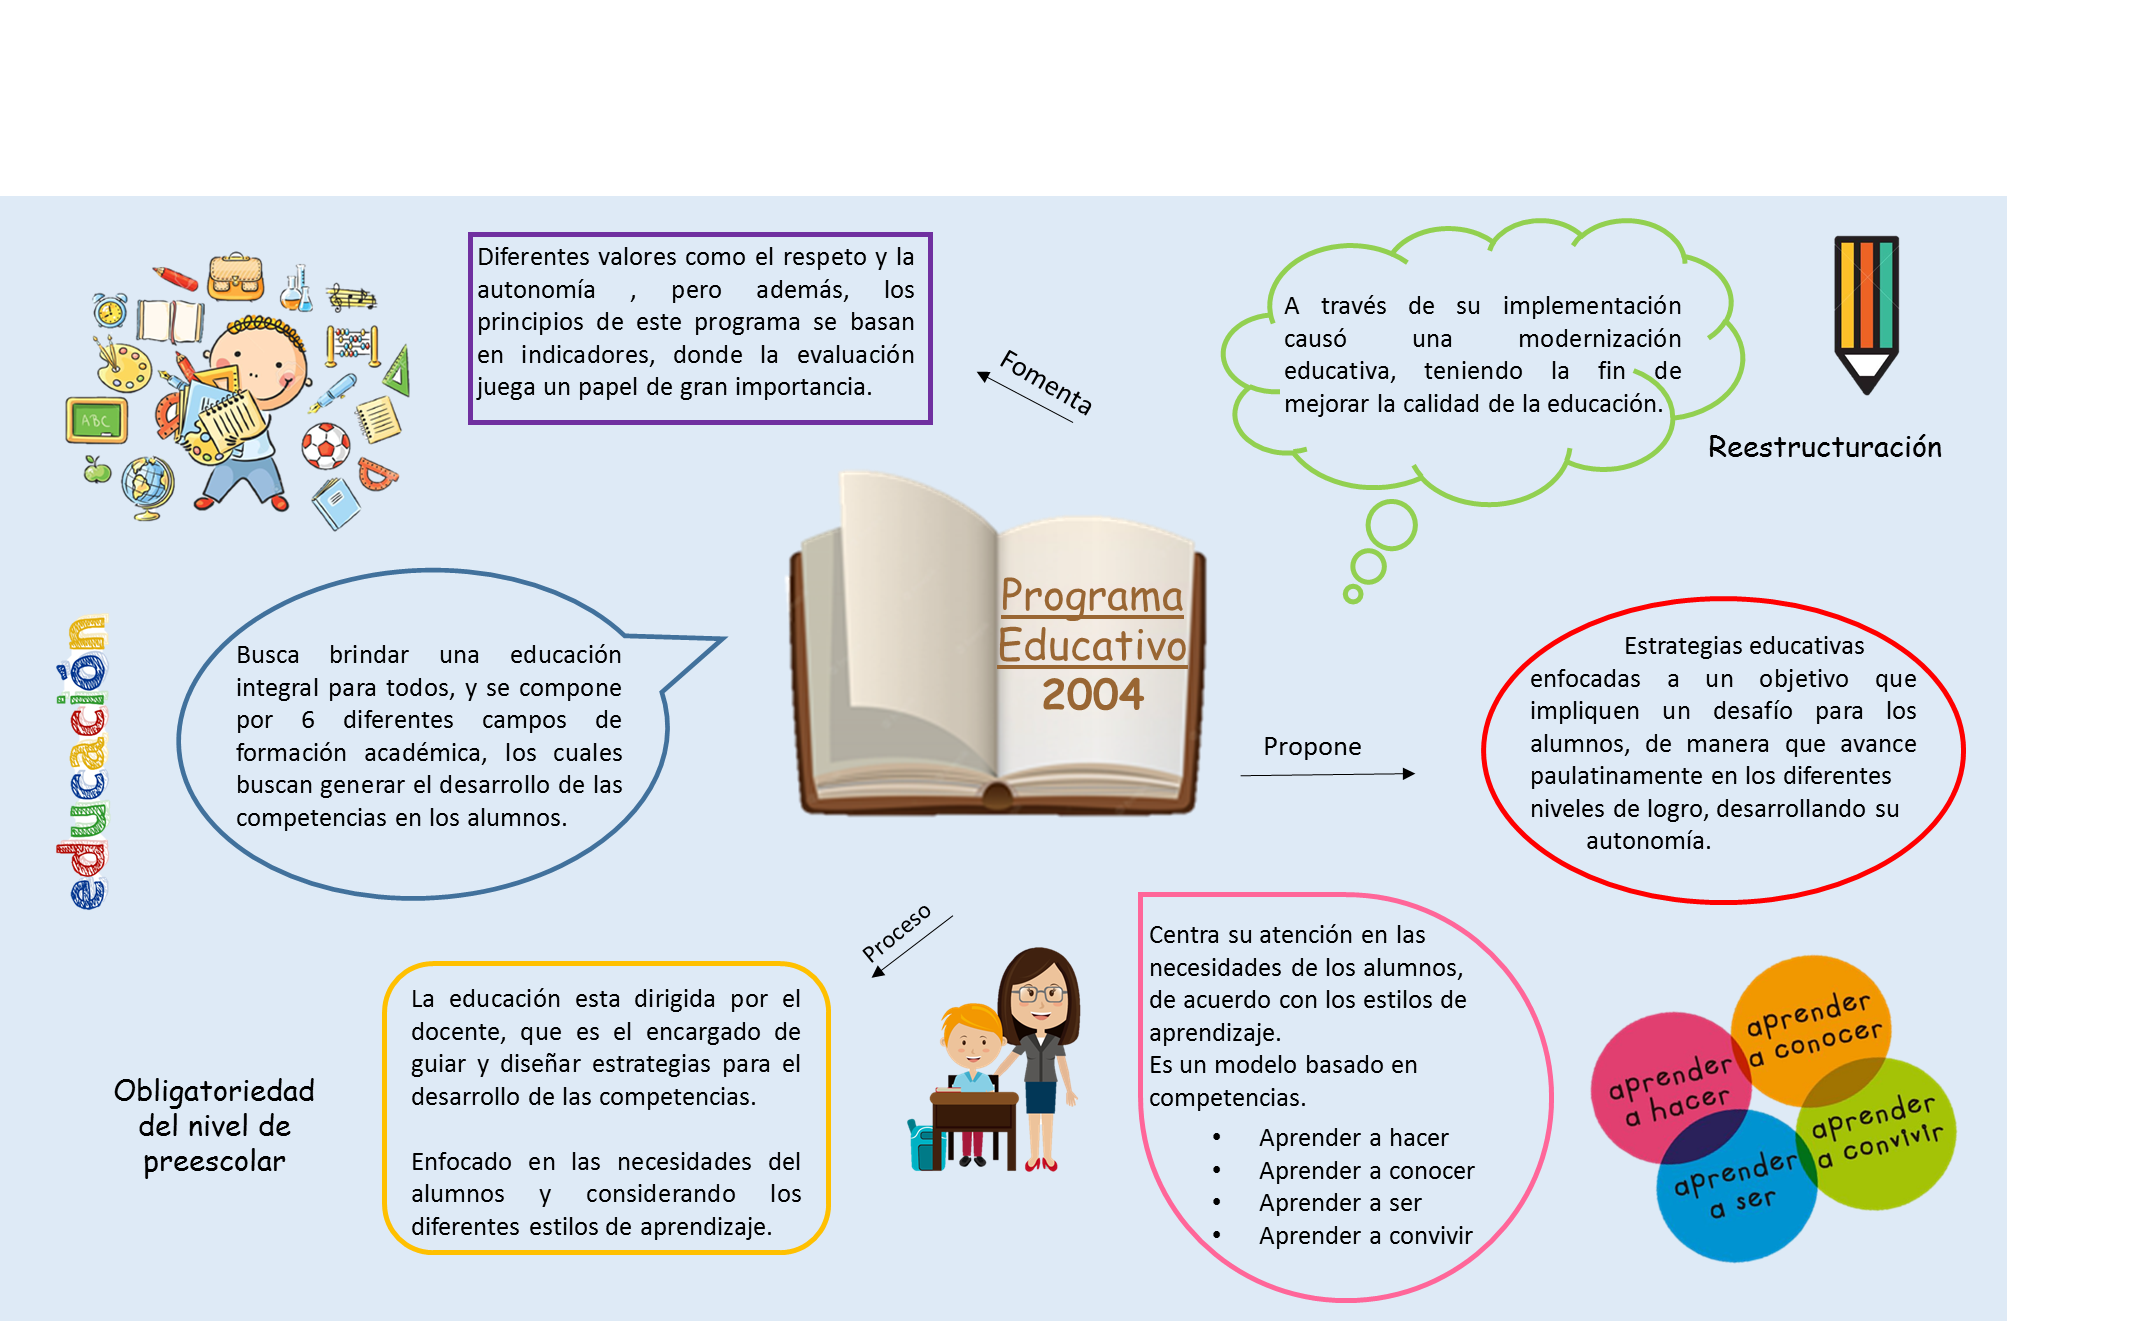 Diferentes valores como el respeto y la
autonomía , pero además, los
principios de este programa se basan
en indicadores, donde la evaluación
juega un papel de gran importancia.
Fomenta
A través de su implementación
causó una modernización
educativa, teniendo la fin de
mejorar la calidad de la educación.
Reestructuración
ABC
educación
Busca brindar una educación
integral para todos, y se compone
por 6 diferentes campos de
formación académica, los cuales
buscan generar el desarrollo de las
competencias en los alumnos.
Programa
Educativo
2004
Propone
Estrategias educativas
enfocadas a un objetivo que
impliquen un desafío para los
alumnos, de manera que avance
paulatinamente en los diferentes
niveles de logro, desarrollando su
autonomía.
Proceso
Obligatoriedad
del nivel de
preescolar
La educación esta dirigida por el
docente, que es el encargado de
guiar y diseñar estrategias para el
desarrollo de las competencias.
Enfocado en las necesidades del
alumnos y considerando los
diferentes estilos de aprendizaje.
Centra su atención en las
necesidades de los alumnos,
de acuerdo con los estilos de
aprendizaje.
Es un modelo basado en
competencias.
• Aprender a hacer
• Aprender a conocer
• Aprender a ser
• Aprender a convivir
aprender
a conocer
aprender
a hacer
aprender
a convivir
aprender
a ser